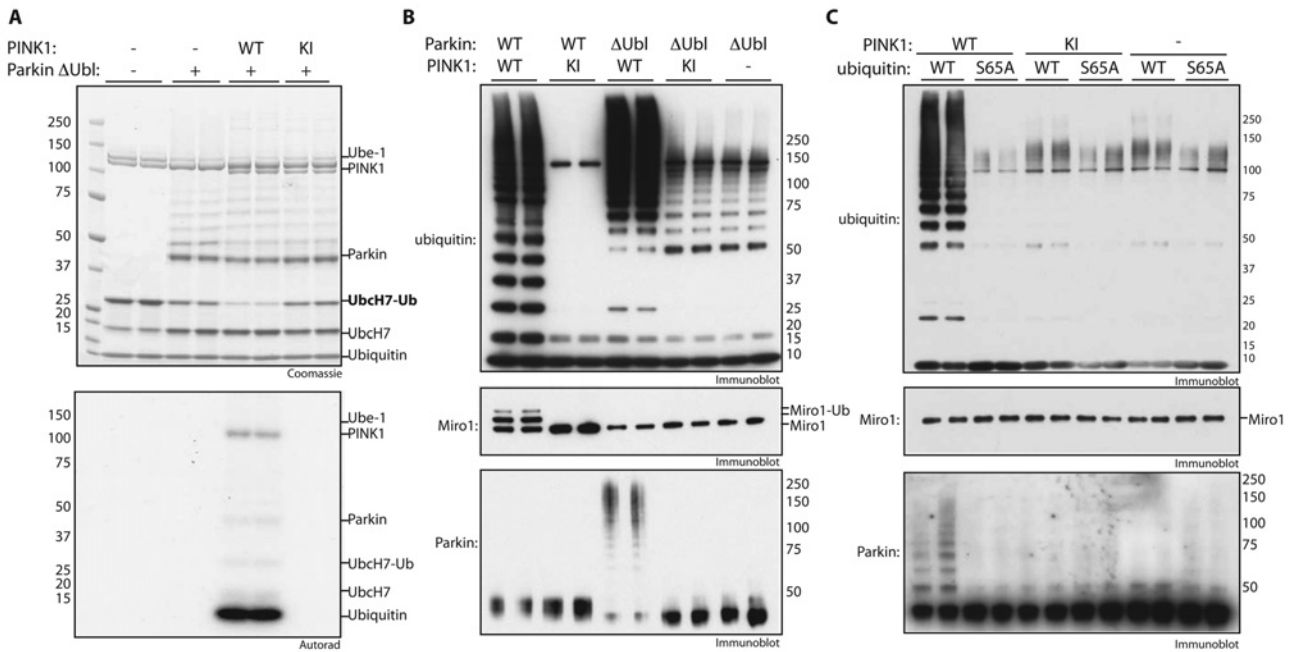 A
PINK1: - - WT KI
Parkin ΔUbl: - + + +
250
150
100
75
50
37
25
20
15
Ube-1
PINK1
Parkin
UbcH7-Ub
UbcH7
Ubiquitin
Coomassie
150
100
75
50
37
25
20
15
Ube-1
PINK1
Parkin
UbcH7-Ub
UbcH7
Ubiquitin
Autorad
B
Parkin: WT WT ΔUbl ΔUbl ΔUbl
PINK1: WT KI WT KI -
ubiquitin:
250
150
100
75
50
37
25
20
15
10
Immunoblot
Miro1:
Miro1-Ub
Miro1
Immunoblot
Parkin:
250
150
100
75
50
Immunoblot
C
PINK1: WT KI -
ubiquitin: WT S65A WT S65A WT S65A
ubiquitin:
250
150
100
75
50
37
25
20
15
10
Immunoblot
Miro1:
Miro1
Immunoblot
Parkin:
250
150
100
75
50
Immunoblot